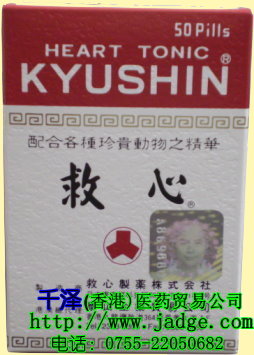 50 Pills
HEART TONIC
KYUSHIN®
配合各種珍貴動物之精華
救心®
救心製薬株式会社
千泽(香港)医药贸易公司
http://www.jadge.com
电话: 0755-22050682